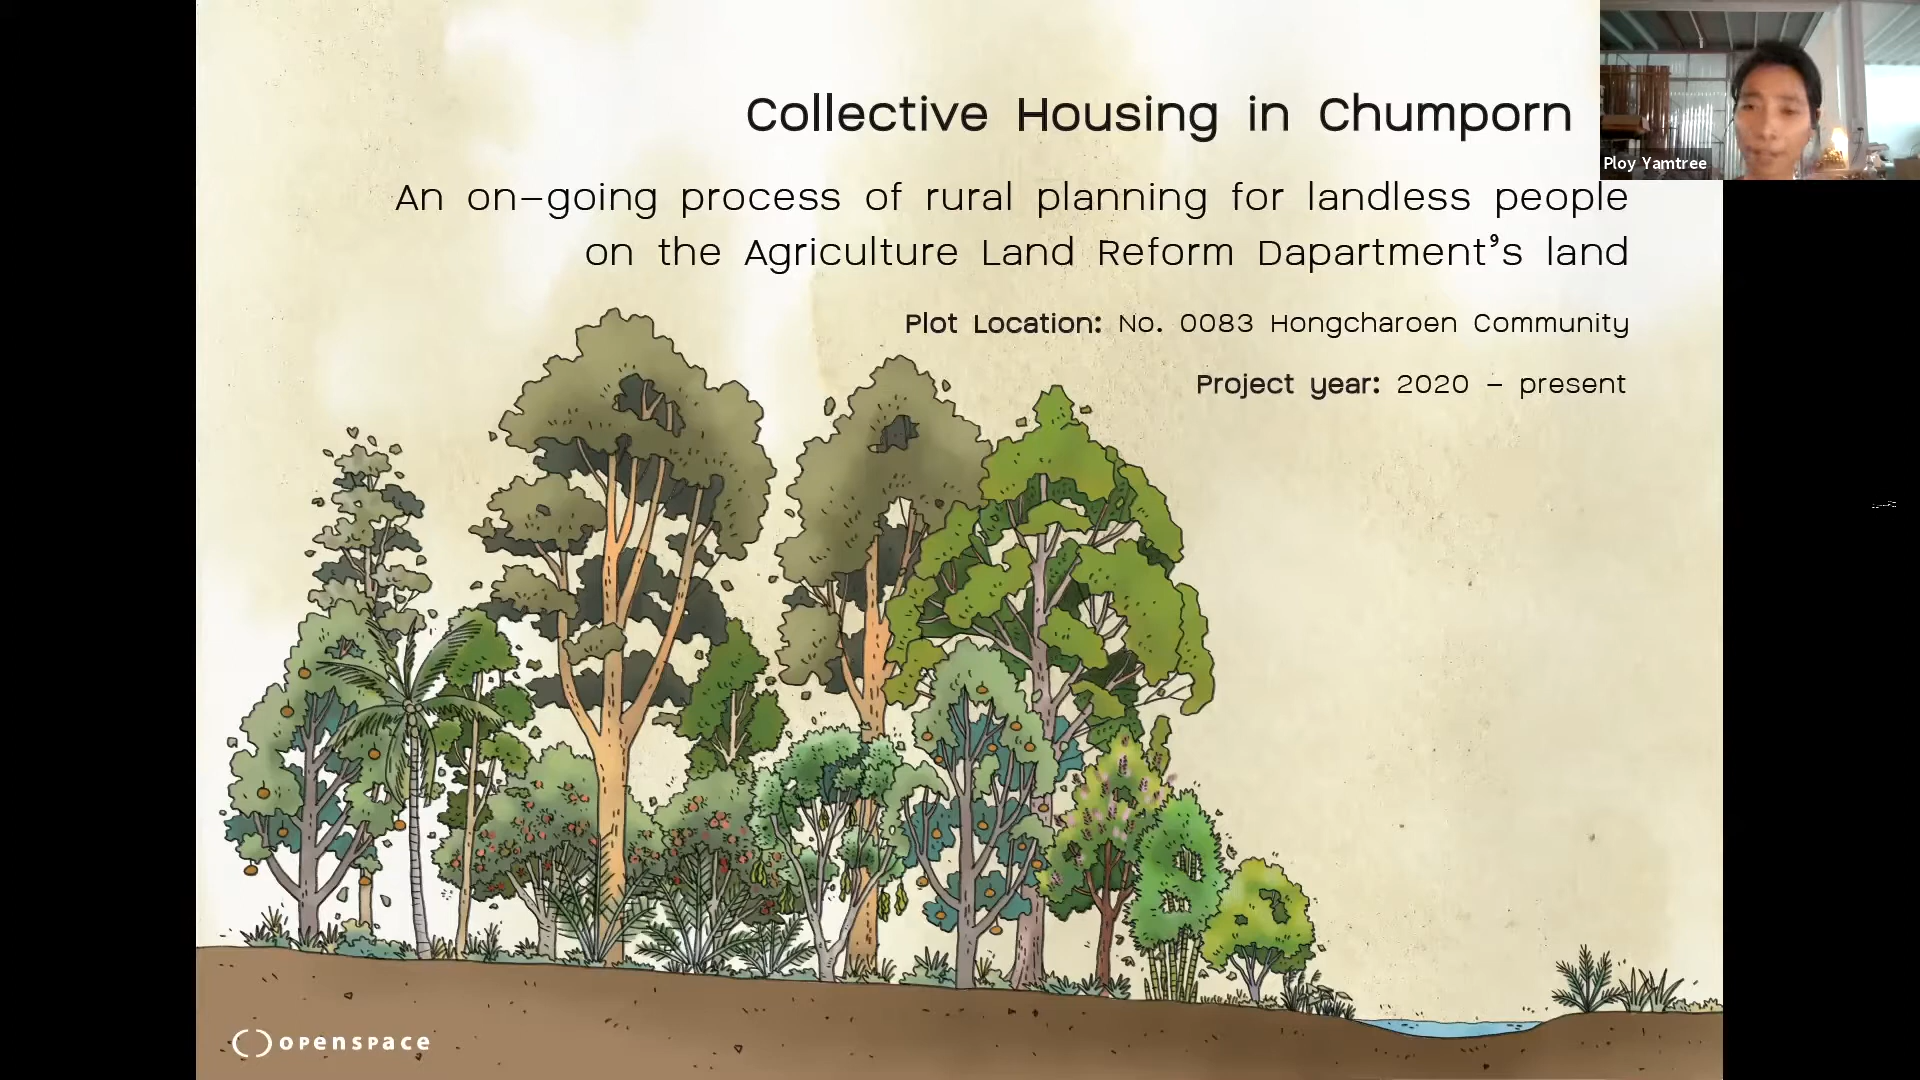 Collective Housing in Chumporn
Ploy Yamtree
An on-going process of rural planning for landless people
on the Agriculture Land Reform Dapartment's land
Plot Location: No. 0083 Hongcharoen Community
Project year: 2020 - present
openspace